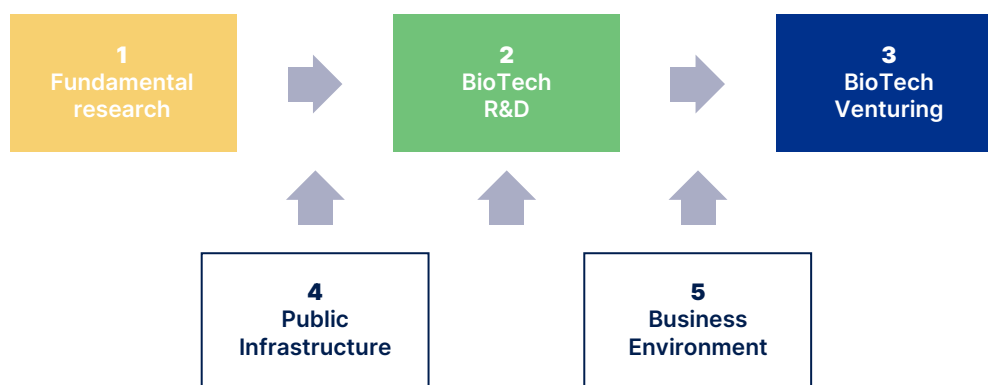 1
Fundamental
research
2
BioTech
R&D
3
BioTech
Venturing
4
Public
Infrastructure
5
Business
Environment